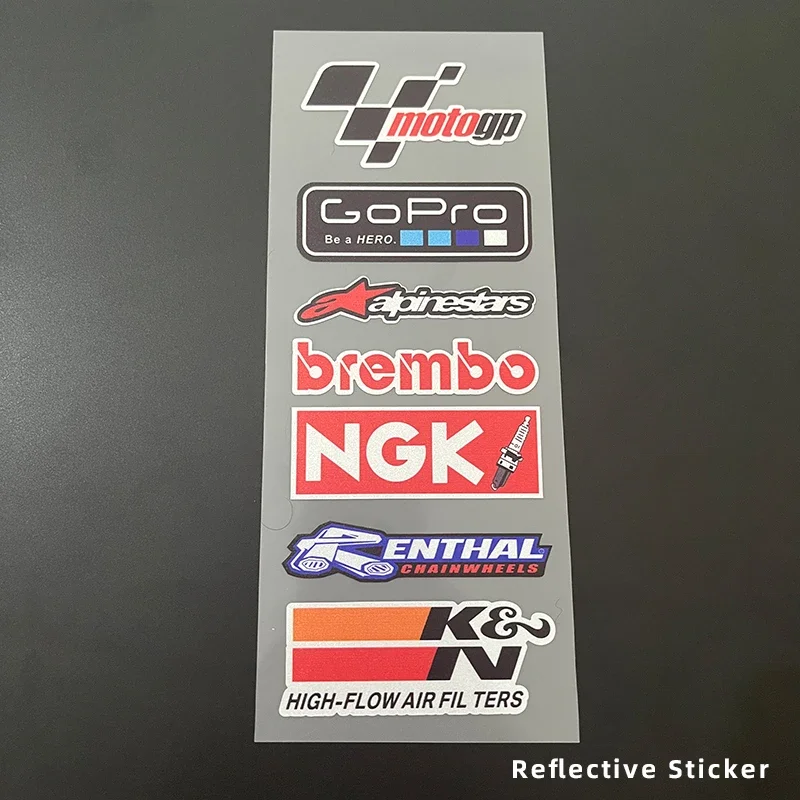 motogp
GoPro
Be a HERO.
alpinestars
brembo
NGK
RENTHAL
CHAINWHEELS
K&
N
HIGH-FLOW AIR FIL TERS
Reflective Sticker